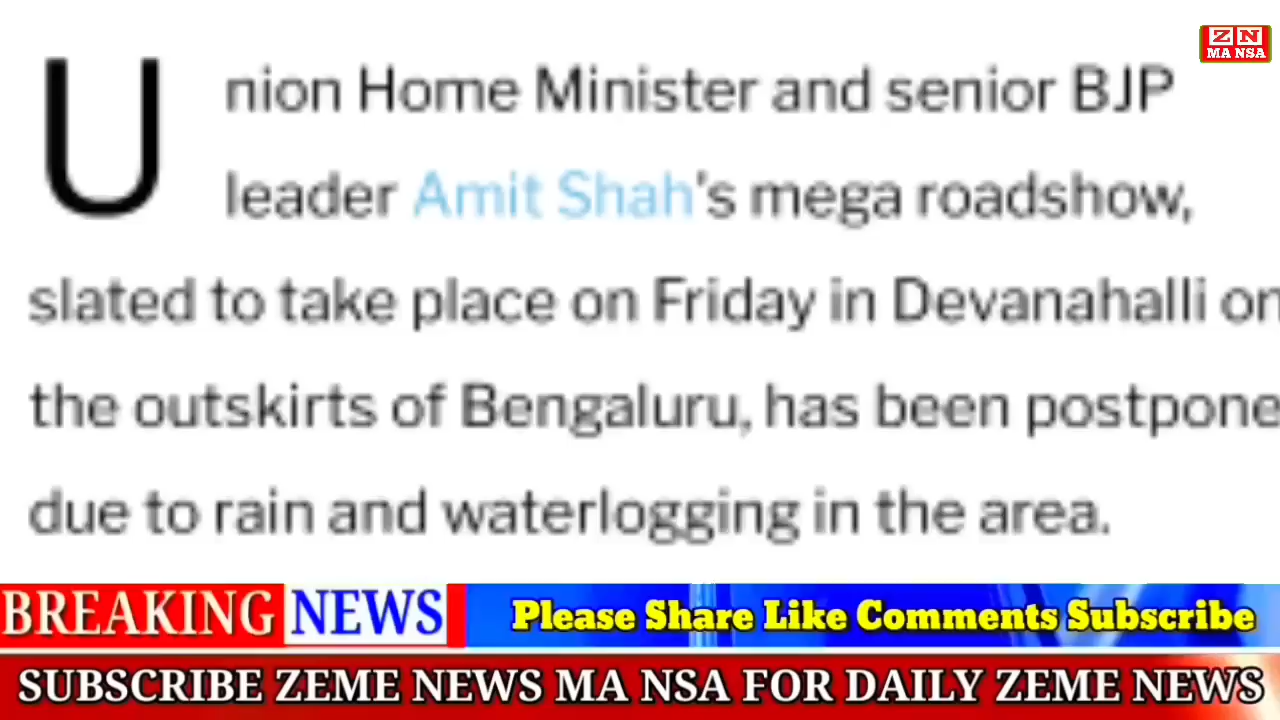 Z N
MA NSA
Union Home Minister and senior BJP
leader Amit Shah's mega roadshow,
slated to take place on Friday in Devanahalli on
the outskirts of Bengaluru, has been postpone
due to rain and waterlogging in the area.
BREAKING NEWS Please Share Like Comments Subscribe
SUBSCRIBE ZEME NEWS MA NSA FOR DAILY ZEME NEWS